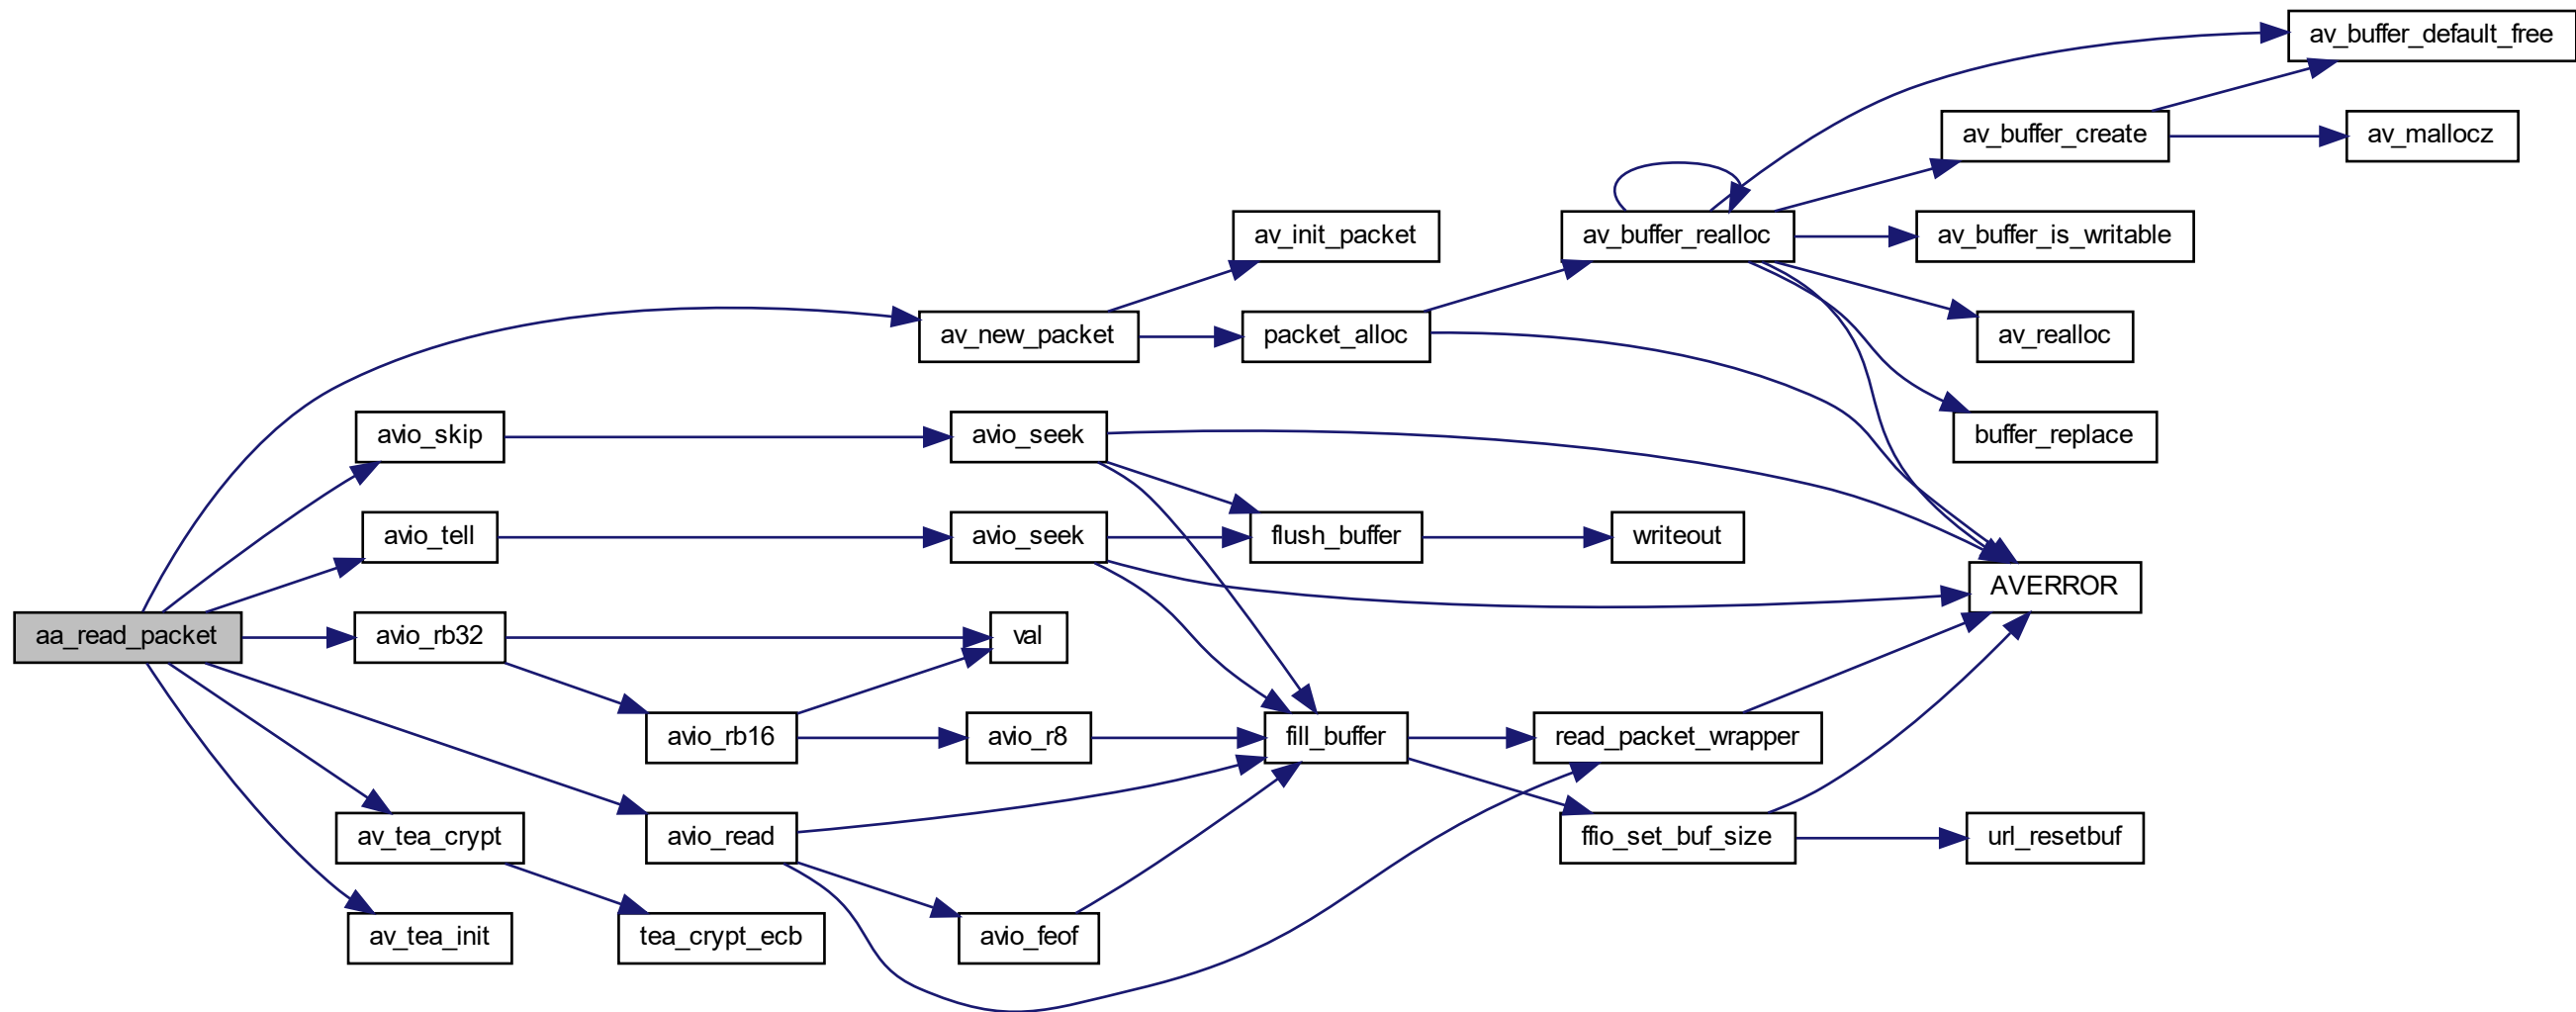 av_buffer_default_free
av_buffer_create
av_mallocz
av_init_packet
av_buffer_realloc
av_buffer_is_writable
av_new_packet
packet_alloc
av_realloc
avio_skip
avio_seek
buffer_replace
avio_tell
avio_seek
flush_buffer
writeout
AVERROR
aa_read_packet
avio_rb32
val
avio_rb16
avio_r8
fill_buffer
read_packet_wrapper
av_tea_crypt
avio_read
ffio_set_buf_size
url_resetbuf
av_tea_init
tea_crypt_ecb
avio_feof